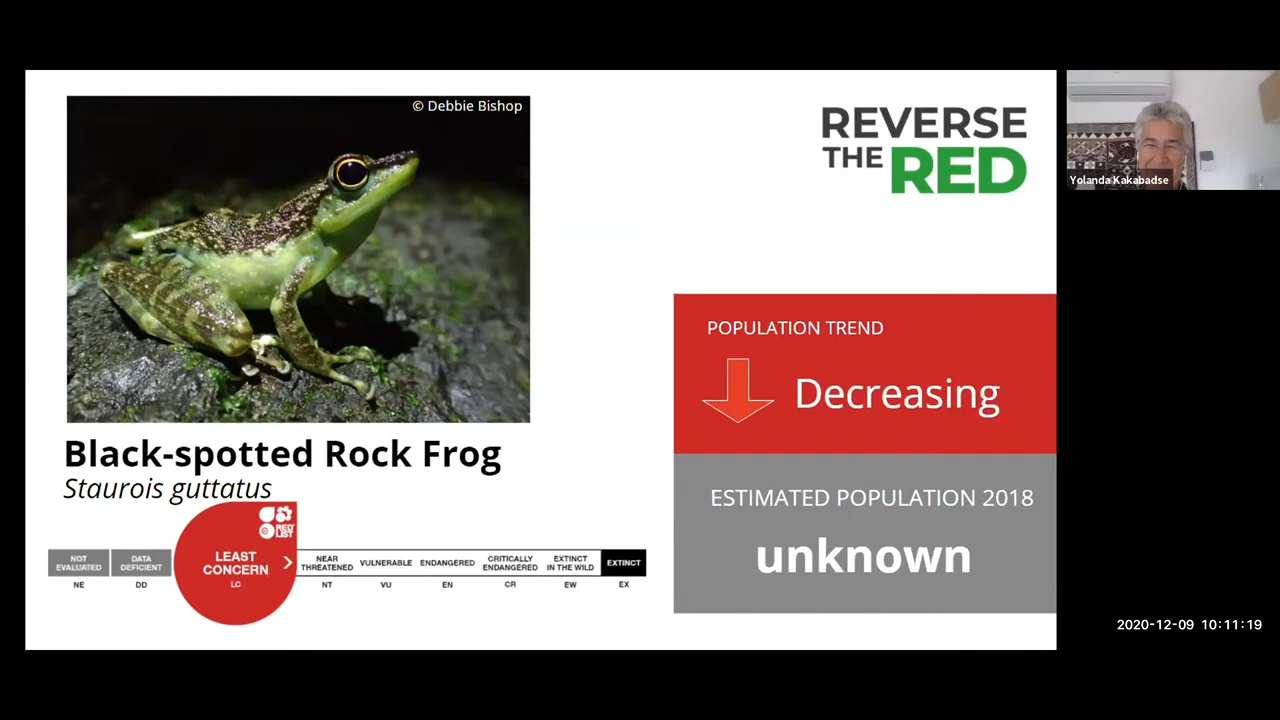 © Debbie Bishop
REVERSE
THE RED
Yolanda Kakabadse
POPULATION TREND
Decreasing
Black-spotted Rock Frog
Staurois guttatus
ESTIMATED POPULATION 2018
unknown
RED
LIST
NOT
EVALUATED
DATA
DEFICIENT
LEAST
CONCERN
NEAR
THREATENED
VULNERABLE
ENDANGERED
CRITICALLY
ENDANGERED
EXTINCT
IN THE WILD
EXTINCT
NE
DD
LC
NT
VU
EN
CR
EW
EX
2020-12-09 10:11:19